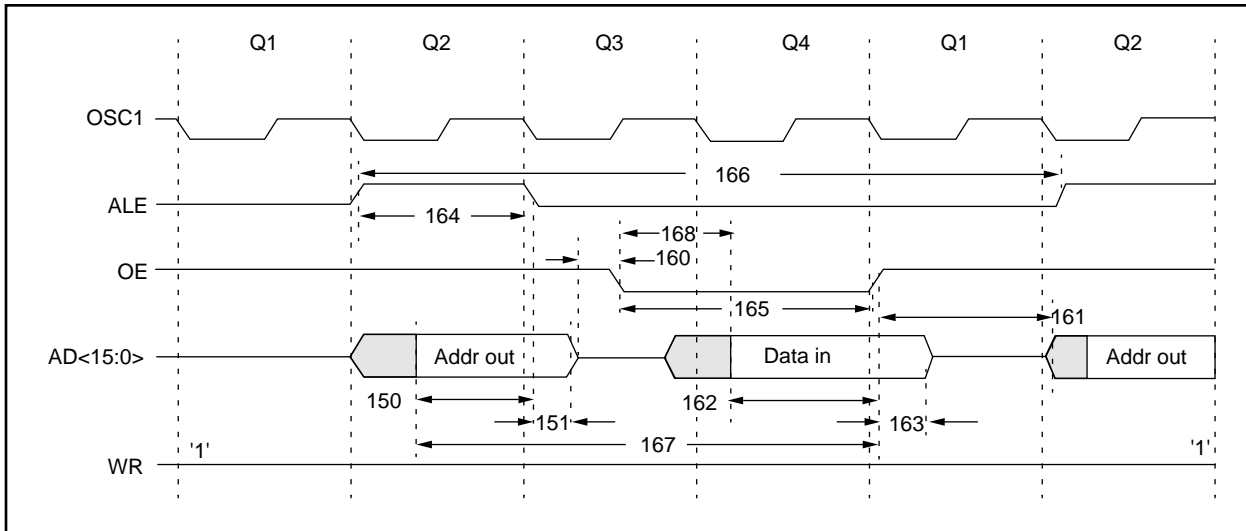 Q1 Q2 Q3 Q4 Q1 Q2
OSC1
166
ALE
164
168
160
OE
165
161
AD<15:0>
Addr out
Data in
Addr out
150
162
151
163
167
'1'
'1'
WR